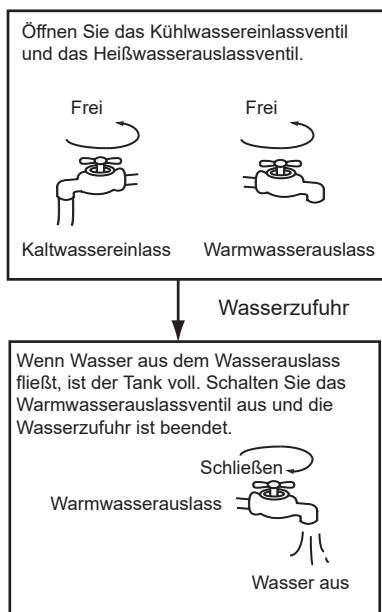 Öffnen Sie das Kühlwassereinlassventil
und das Heißwasserauslassventil.
Frei
Frei
Kaltwassereinlass
Warmwasserauslass
Wasserzufuhr
Wenn Wasser aus dem Wasserauslass
fließt, ist der Tank voll. Schalten Sie das
Warmwasserauslassventil aus und die
Wasserzufuhr ist beendet.
Schließen
Warmwasserauslass
Wasser aus